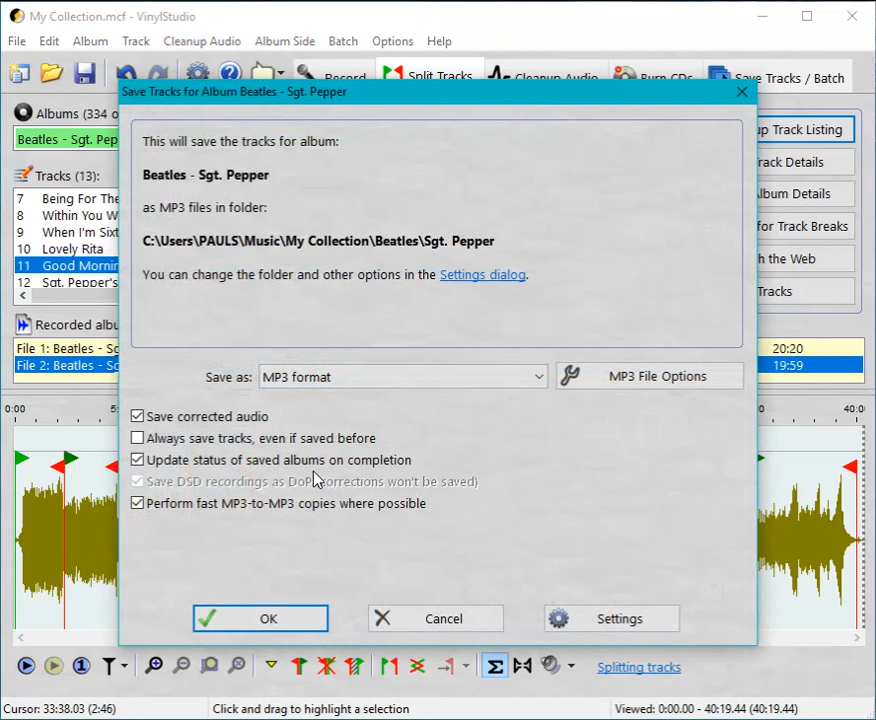 My Collection.mcf - VinylStudio
File Edit Album Track Cleanup Audio Album Side Batch Options Help
Record Split Tracks Cleanup Audio Burn CDs Save Tracks / Batch
Save Tracks for Album Beatles - Sgt. Pepper
Albums (334 o
Beatles - Sgt. Pep
Tracks (13):
7 Being For The
8 Within You W
9 When I'm Sixt
10 Lovely Rita
11 Good Mornin
12 Sgt. Pepper's
Recorded albu
File 1: Beatles - Sg
File 2: Beatles - Sg
This will save the tracks for album:
Beatles - Sgt. Pepper
as MP3 files in folder:
C:\Users\PAULS\Music\My Collection\Beatles\Sgt. Pepper
You can change the folder and other options in the Settings dialog.
Save as: MP3 format MP3 File Options
Save corrected audio
Always save tracks, even if saved before
Update status of saved albums on completion
Save DSD recordings as DoP corrections won't be saved)
Perform fast MP3-to-MP3 copies where possible
OK Cancel Settings
up Track Listing
rack Details
lbum Details
for Track Breaks
h the Web
Tracks
20:20
19:59
0:00 5: 0 40:0
Splitting tracks
Cursor: 33:38.03 (2:46) Click and drag to highlight a selection Viewed: 0:00.00 - 40:19.44 (40:19.44)